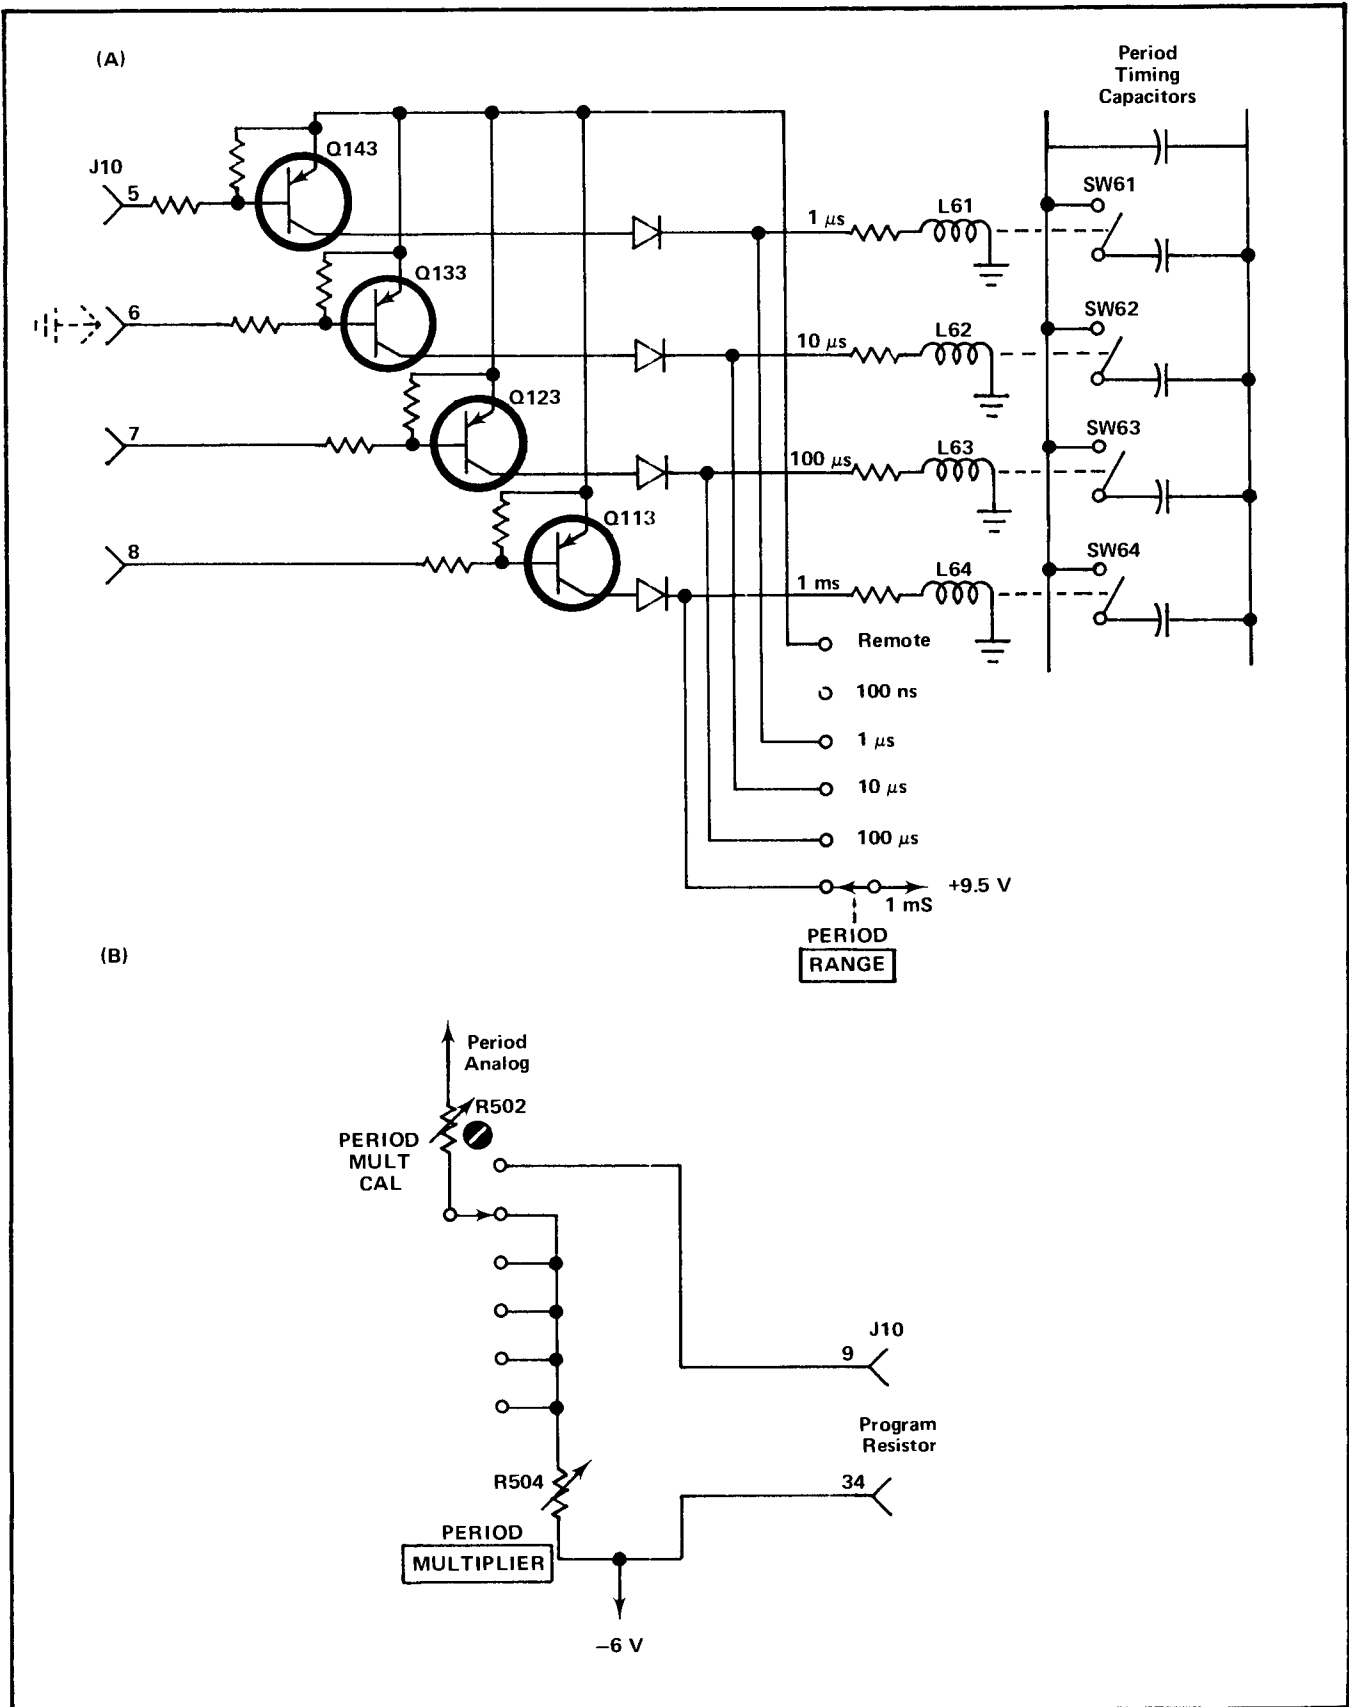 (A)
Period
Timing
Capacitors
Q143
J10
5
SW61
L61
1 μs
Q133
6
SW62
L62
10 μs
Q123
7
SW63
L63
100 μs
Q113
8
SW64
L64
1 ms
Remote
100 ns
1 μs
10 μs
100 μs
+9.5 V
1 mS
PERIOD
RANGE
(B)
Period
Analog
R502
PERIOD
MULT
CAL
J10
9
Program
Resistor
R504
34
PERIOD
MULTIPLIER
−6 V